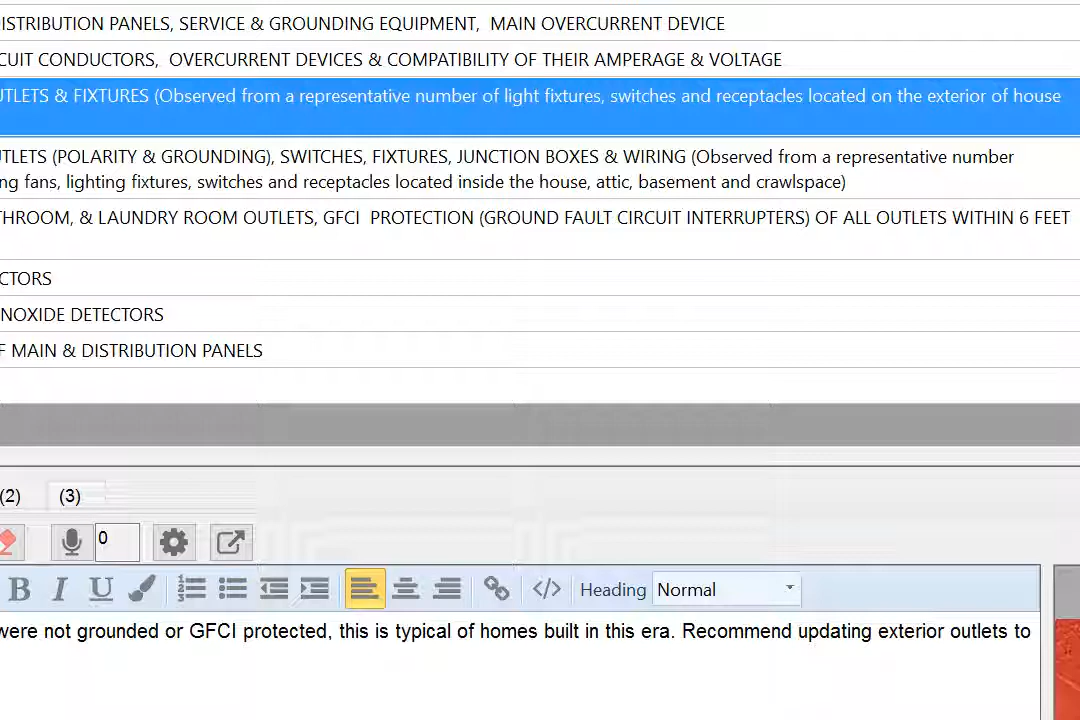 ISTRIBUTION PANELS, SERVICE & GROUNDING EQUIPMENT, MAIN OVERCURRENT DEVICE
CUIT CONDUCTORS, OVERCURRENT DEVICES & COMPATIBILITY OF THEIR AMPERAGE & VOLTAGE
UTLETS & FIXTURES (Observed from a representative number of light fixtures, switches and receptacles located on the exterior of house
UTLETS (POLARITY & GROUNDING), SWITCHES, FIXTURES, JUNCTION BOXES & WIRING (Observed from a representative number
ng fans, lighting fixtures, switches and receptacles located inside the house, attic, basement and crawlspace)
THROOM, & LAUNDRY ROOM OUTLETS, GFCI PROTECTION (GROUND FAULT CIRCUIT INTERRUPTERS) OF ALL OUTLETS WITHIN 6 FEET
CTORS
NOXIDE DETECTORS
F MAIN & DISTRIBUTION PANELS
(2) (3)
0
B I U </> Heading Normal
were not grounded or GFCI protected, this is typical of homes built in this era. Recommend updating exterior outlets to